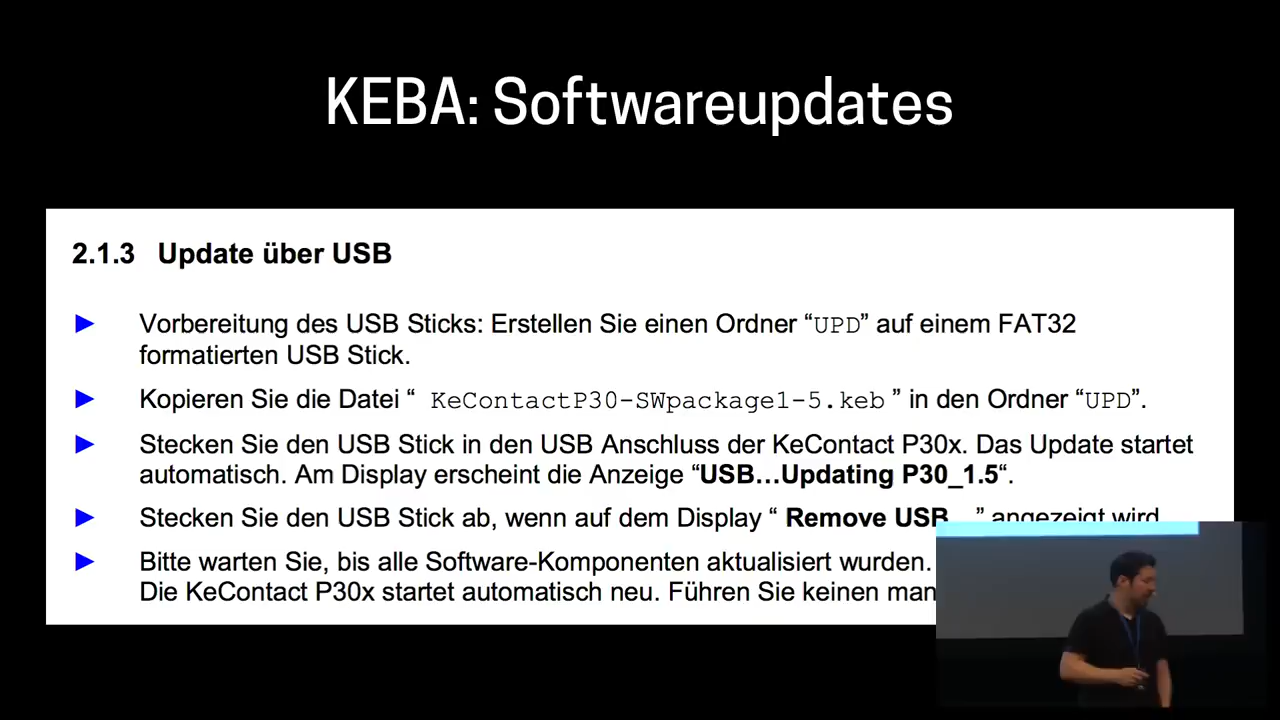 KEBA: Softwareupdates
2.1.3 Update über USB
► Vorbereitung des USB Sticks: Erstellen Sie einen Ordner “UPD” auf einem FAT32
formatierten USB Stick.
► Kopieren Sie die Datei “ KeContactP30-SWpackage1-5.keb ” in den Ordner “UPD”.
► Stecken Sie den USB Stick in den USB Anschluss der KeContact P30x. Das Update startet
automatisch. Am Display erscheint die Anzeige “USB…Updating P30_1.5“.
► Stecken Sie den USB Stick ab, wenn auf dem Display “ Remove USB… ” angezeigt wird
► Bitte warten Sie, bis alle Software-Komponenten aktualisiert wurden.
Die KeContact P30x startet automatisch neu. Führen Sie keinen man